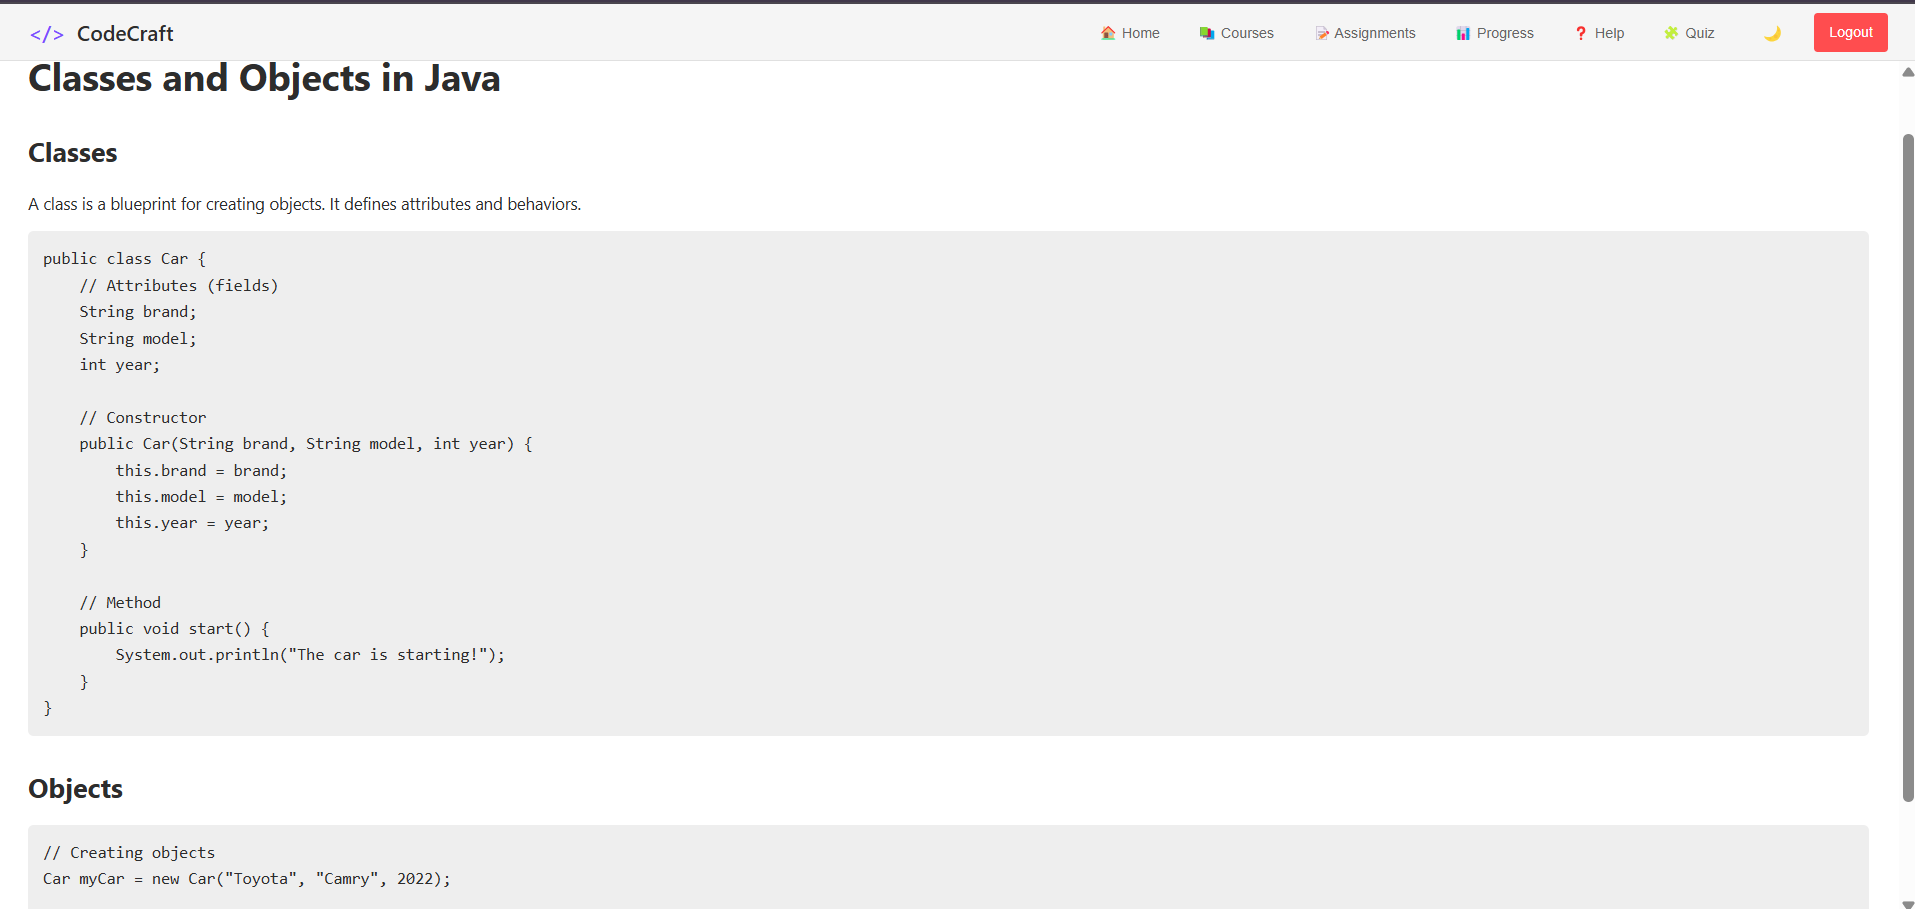 </> CodeCraft
Home Courses Assignments Progress Help Quiz Logout
Classes and Objects in Java
Classes
A class is a blueprint for creating objects. It defines attributes and behaviors.
public class Car {
    // Attributes (fields)
    String brand;
    String model;
    int year;

    // Constructor
    public Car(String brand, String model, int year) {
        this.brand = brand;
        this.model = model;
        this.year = year;
    }

    // Method
    public void start() {
        System.out.println("The car is starting!");
    }
}
Objects
// Creating objects
Car myCar = new Car("Toyota", "Camry", 2022);